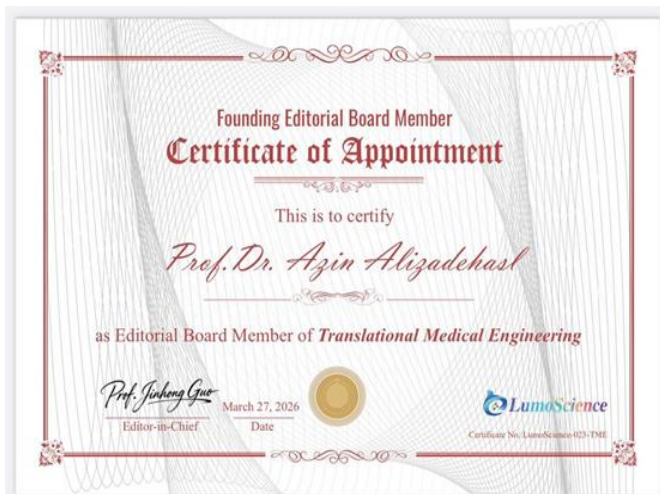 Founding Editorial Board Member
Certificate of Appointment
This is to certify
Prof. Dr. Azin Alizadehasl
as Editorial Board Member of Translational Medical Engineering
Prof. Jinhong Guo
March 27, 2026
Editor-in-Chief
Date
LumoScience
Certificate No. LumoScience-023-TME